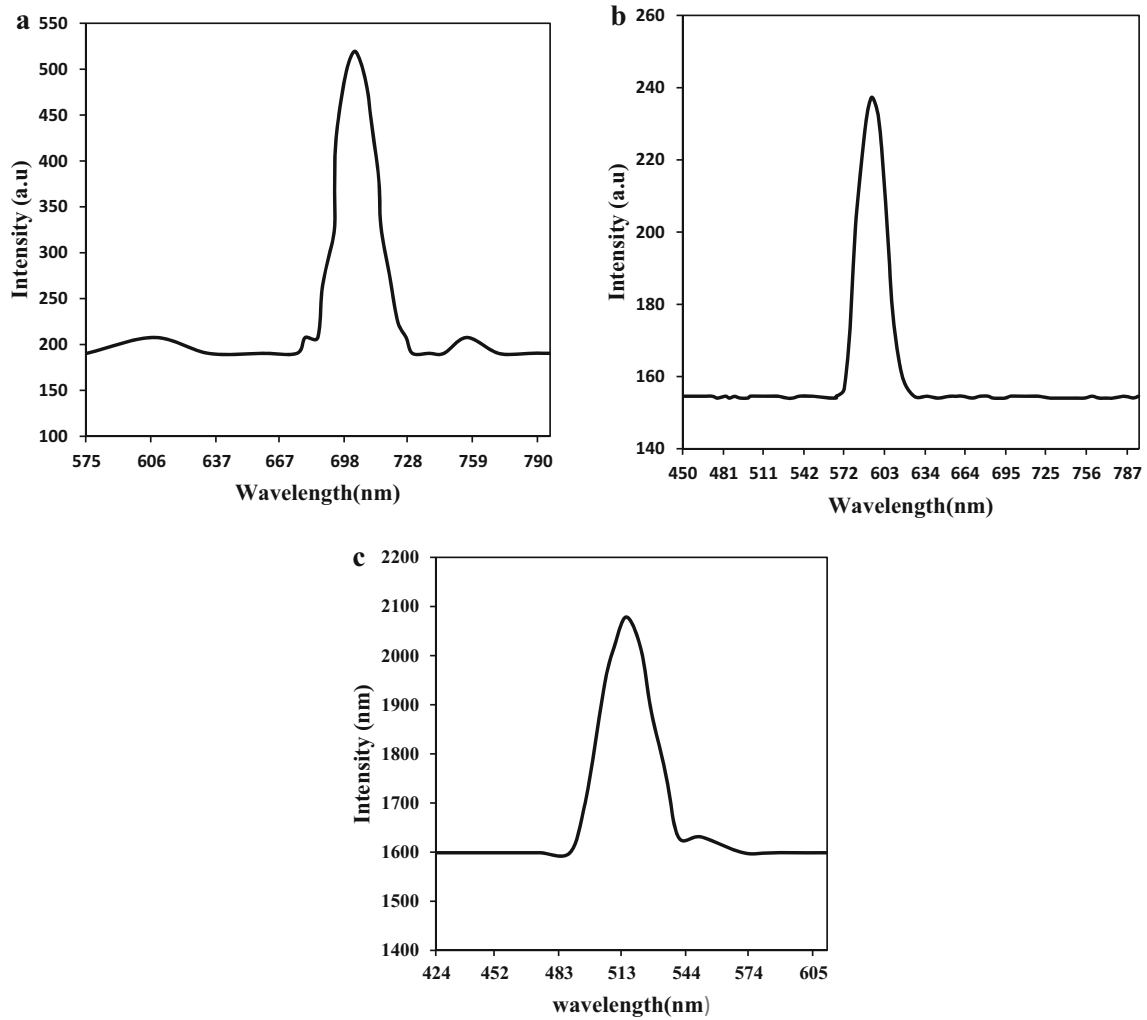 a
550
500
450
400
350
300
250
200
150
100
Intensity (a.u)
575 606 637 667 698 728 759 790
Wavelength(nm)
b
260
240
220
200
180
160
140
Intensity (a.u)
450 481 511 542 572 603 634 664 695 725 756 787
Wavelength(nm)
c
2200
2100
2000
1900
1800
1700
1600
1500
1400
Intensity (nm)
424 452 483 513 544 574 605
wavelength(nm)